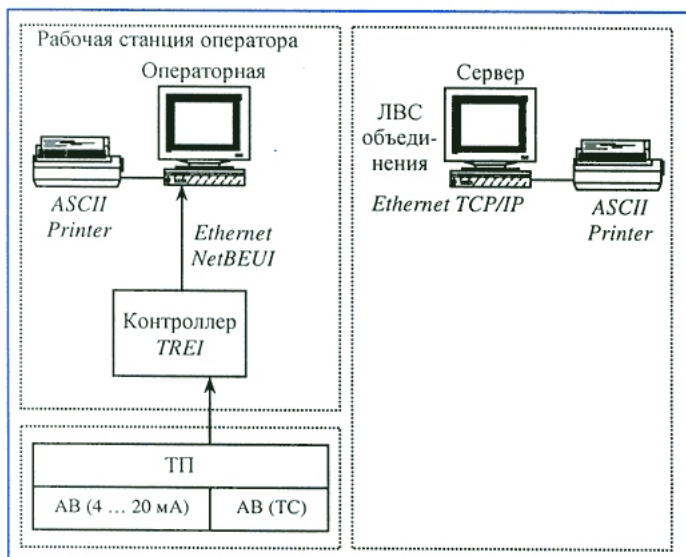 Рабочая станция оператора
Операторная
ASCII
Printer
Ethernet
NetBEUI
Контроллер
TREI
ТП
АВ (4 ... 20 мА)
АВ (ТС)
Сервер
ЛВС
объеди-
нения
Ethernet TCP/IP
ASCII
Printer